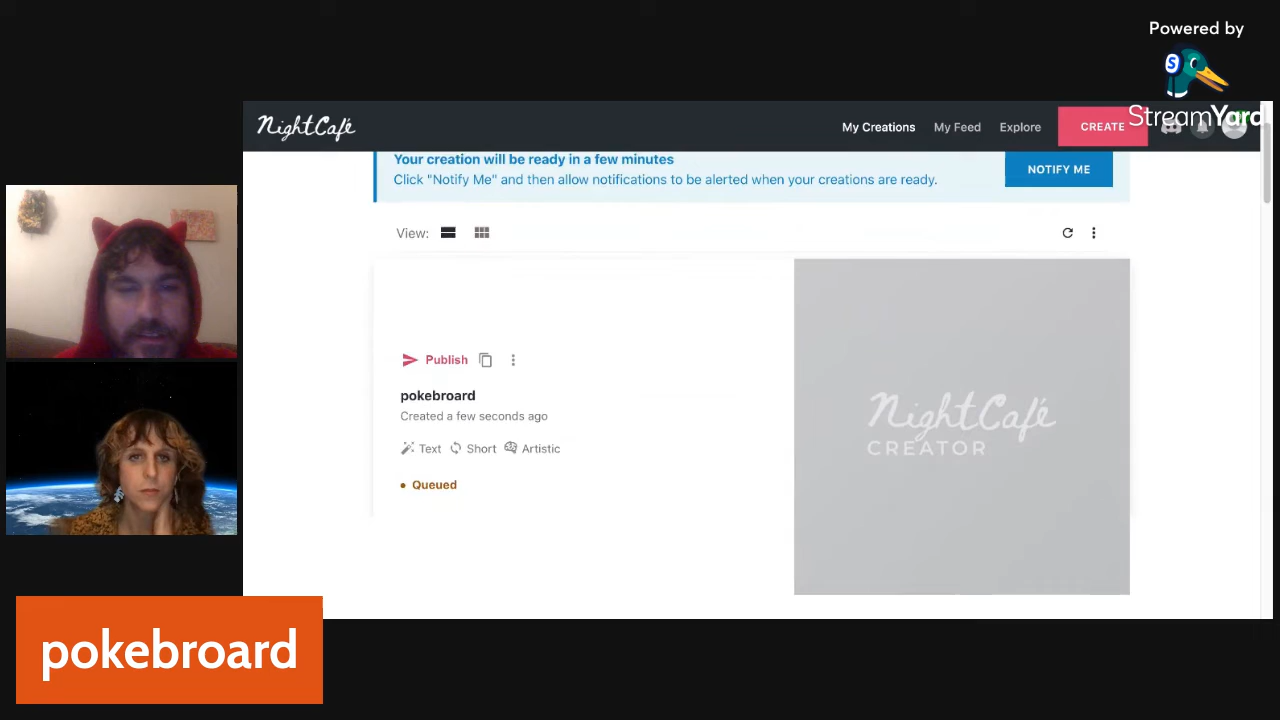 Powered by
StreamYard
NightCafé
My Creations
My Feed
Explore
CREATE
Your creation will be ready in a few minutes
Click "Notify Me" and then allow notifications to be alerted when your creations are ready.
NOTIFY ME
View:
Publish
pokebroard
Created a few seconds ago
Text
Short
Artistic
• Queued
NightCafé
CREATOR
pokebroard